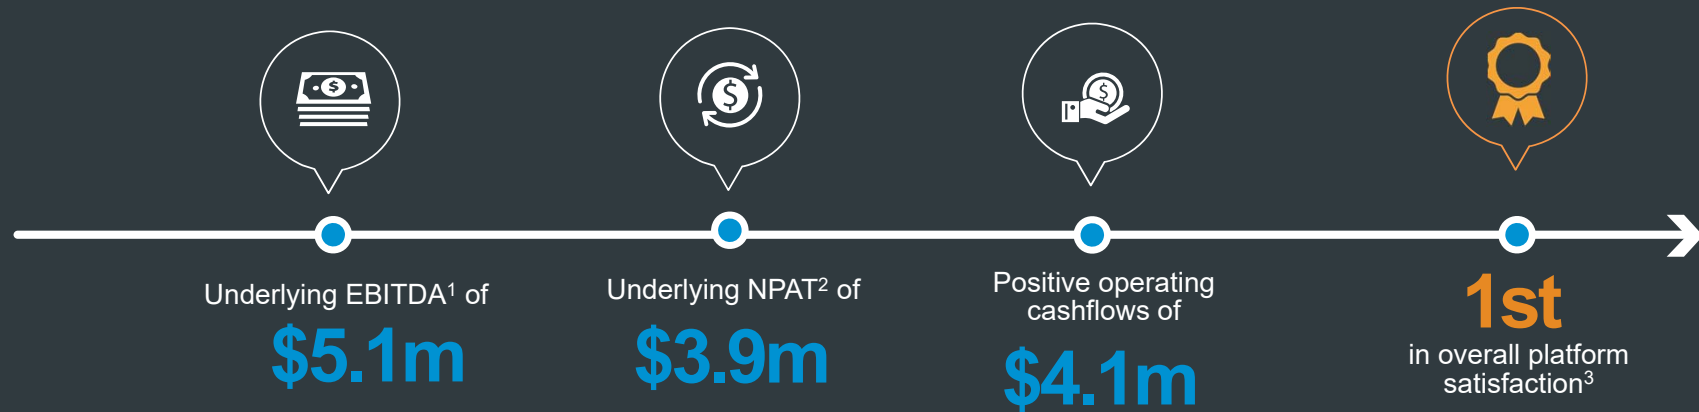 Underlying EBITDA¹ of
$5.1m
Underlying NPAT² of
$3.9m
Positive operating
cashflows of
$4.1m
1st
in overall platform
satisfaction³